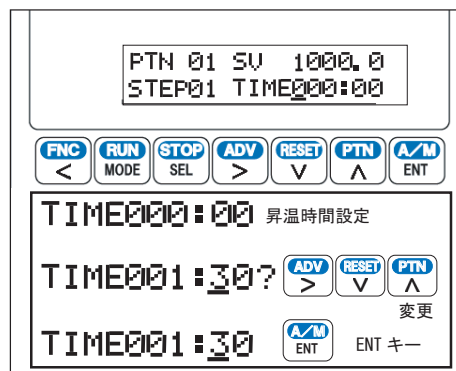 PTN 01 SV 1000.0
STEP01 TIME000:00
FNC RUN STOP ADV RESET PTN A/M
< MODE SEL > ∨ ∧ ENT
TIME000:00 昇温時間設定
TIME001:30? ADV > RESET ∨ PTN ∧
変更
TIME001:30 A/M ENT ENT キー